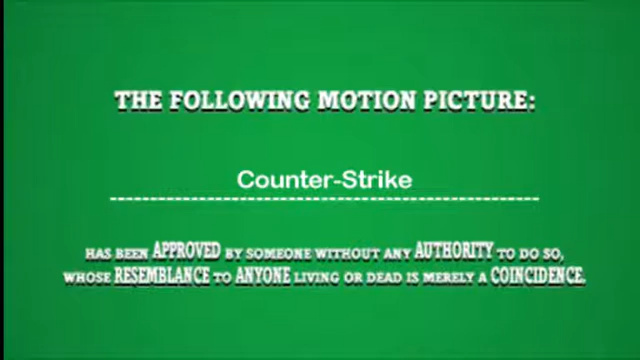 THE FOLLOWING MOTION PICTURE:
Counter-Strike
HAS BEEN APPROVED BY SOMEONE WITHOUT ANY AUTHORITY TO DO SO,
WHOSE RESEMBLANCE TO ANYONE LIVING OR DEAD IS MERELY A COINCIDENCE.